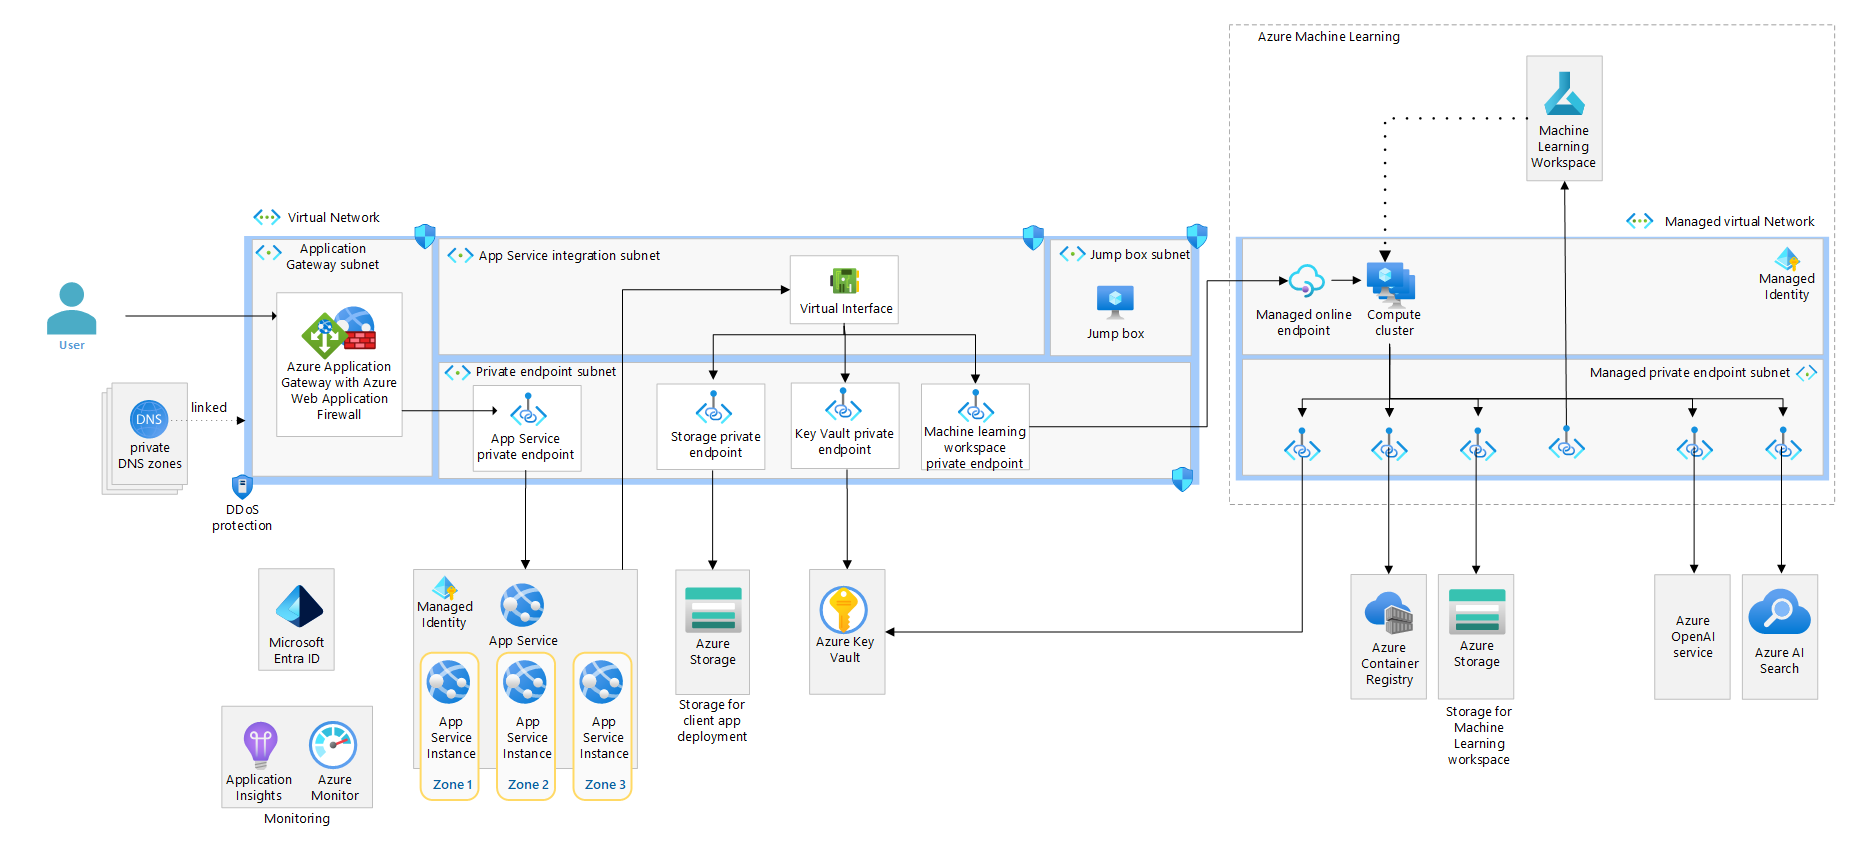 Azure Machine Learning
Machine
Learning
Workspace
Virtual Network
Managed virtual Network
Application
Gateway subnet
App Service integration subnet
Jump box subnet
Virtual Interface
Jump box
Managed online
endpoint
Compute
cluster
Managed
Identity
User
Azure Application
Gateway with Azure
Web Application
Firewall
Private endpoint subnet
Managed private endpoint subnet
DNS
private
DNS zones
linked
App Service
private endpoint
Storage private
endpoint
Key Vault private
endpoint
Machine learning
workspace
private endpoint
DDoS
protection
Microsoft
Entra ID
Managed
Identity
App Service
App
Service
Instance
Zone 1
App
Service
Instance
Zone 2
App
Service
Instance
Zone 3
Azure
Storage
Storage for
client app
deployment
Azure Key
Vault
Azure
Container
Registry
Azure
Storage
Storage for
Machine
Learning
workspace
Azure
OpenAI
service
Azure AI
Search
Application
Insights
Azure
Monitor
Monitoring